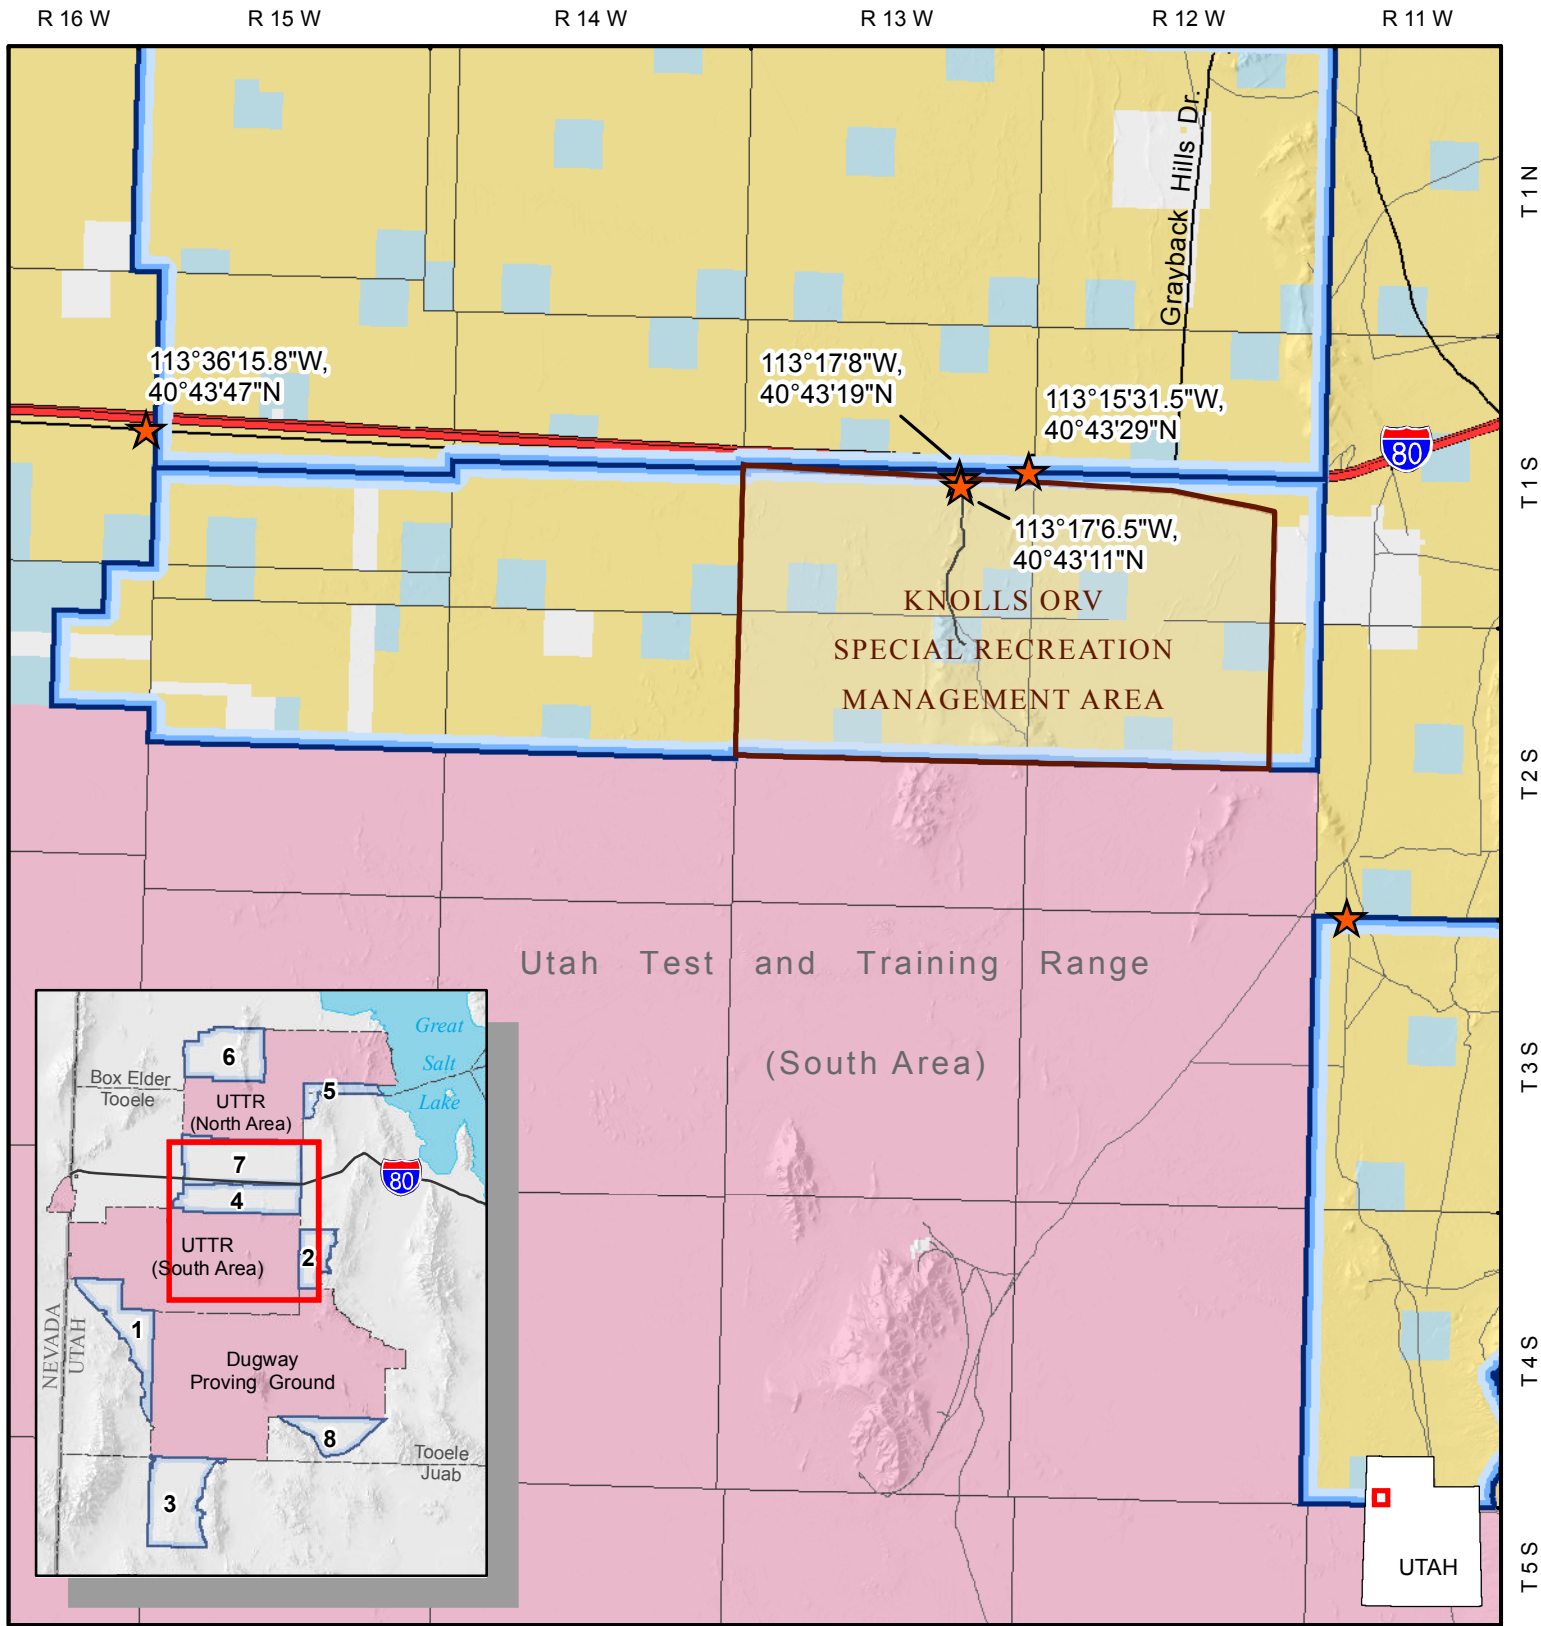 R 16 W
R 15 W
R 14 W
R 13 W
R 12 W
R 11 W
T 1 N
T 1 S
T 2 S
T 3 S
T 4 S
T 5 S
Grayback Hills Dr.
113°36'15.8"W,
40°43'47"N
113°17'8"W,
40°43'19"N
113°15'31.5"W,
40°43'29"N
80
113°17'6.5"W,
40°43'11"N
KNOLLS ORV
SPECIAL RECREATION
MANAGEMENT AREA
Utah Test and Training Range
(South Area)
Great
Salt
Lake
6
Box Elder
Tooele
5
UTTR
(North Area)
7
80
4
UTTR
(South Area)
2
1
NEVADA
UTAH
Dugway
Proving Ground
8
Tooele
Juab
3
UTAH